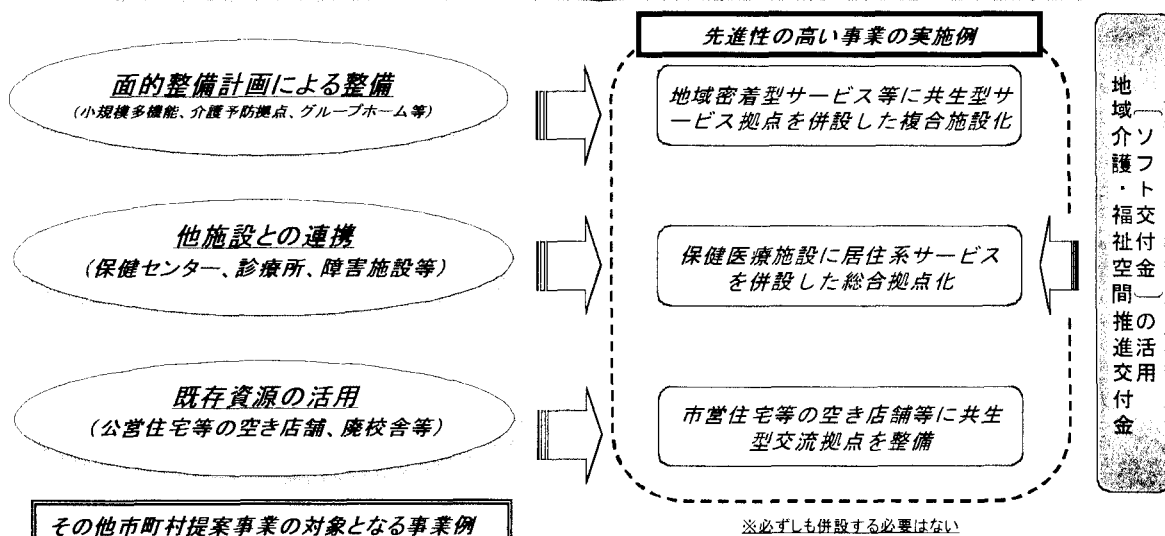 先進性の高い事業の実施例
面的整備計画による整備
(小規模多機能、介護予防拠点、グループホーム等)
地域密着型サービス等に共生型サ
ービス拠点を併設した複合施設化
他施設との連携
(保健センター、診療所、障害施設等)
保健医療施設に居住系サービス
を併設した総合拠点化
既存資源の活用
(公営住宅等の空き店舗、廃校舎等)
市営住宅等の空き店舗等に共生
型交流拠点を整備
地域介護・福祉空間推進交付金
(ソフト交付金)の活用
その他市町村提案事業の対象となる事業例
※必ずしも併設する必要はない